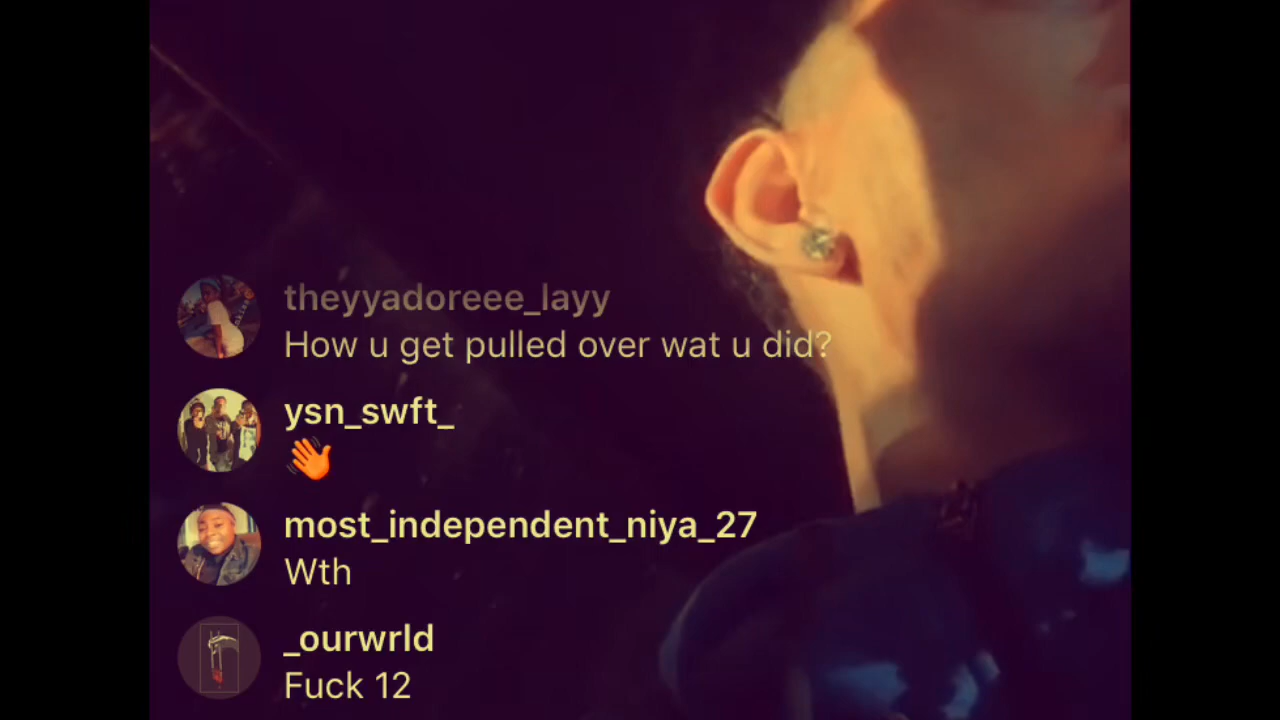 theyyadoreee_layy
How u get pulled over wat u did?
ysn_swft_
👋
most_independent_niya_27
Wth
_ourwrld
Fuck 12